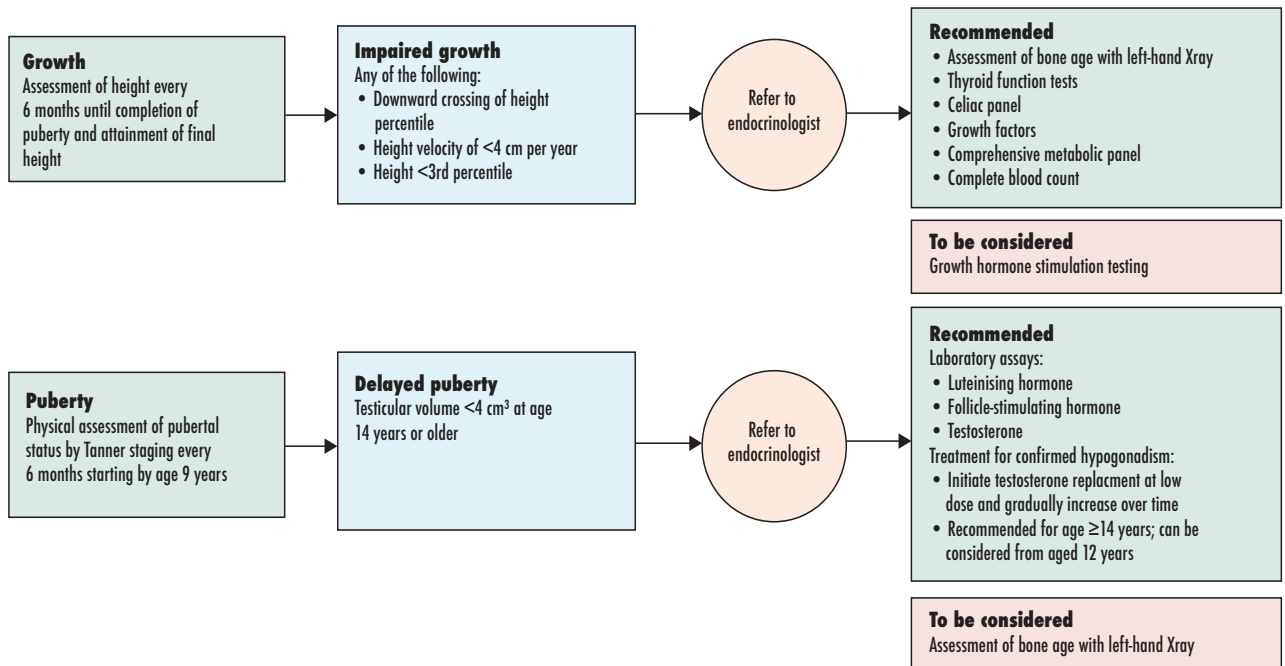 Growth
Assessment of height every
6 months until completion of
puberty and attainment of final
height
Impaired growth
Any of the following:
• Downward crossing of height
percentile
• Height velocity of <4 cm per year
• Height <3rd percentile
Refer to
endocrinologist
Recommended
• Assessment of bone age with left-hand Xray
• Thyroid function tests
• Celiac panel
• Growth factors
• Comprehensive metabolic panel
• Complete blood count
To be considered
Growth hormone stimulation testing
Puberty
Physical assessment of pubertal
status by Tanner staging every
6 months starting by age 9 years
Delayed puberty
Testicular volume <4 cm³ at age
14 years or older
Refer to
endocrinologist
Recommended
Laboratory assays:
• Luteinising hormone
• Follicle-stimulating hormone
• Testosterone
Treatment for confirmed hypogonadism:
• Initiate testosterone replacment at low
dose and gradually increase over time
• Recommended for age ≥14 years; can be
considered from aged 12 years
To be considered
Assessment of bone age with left-hand Xray